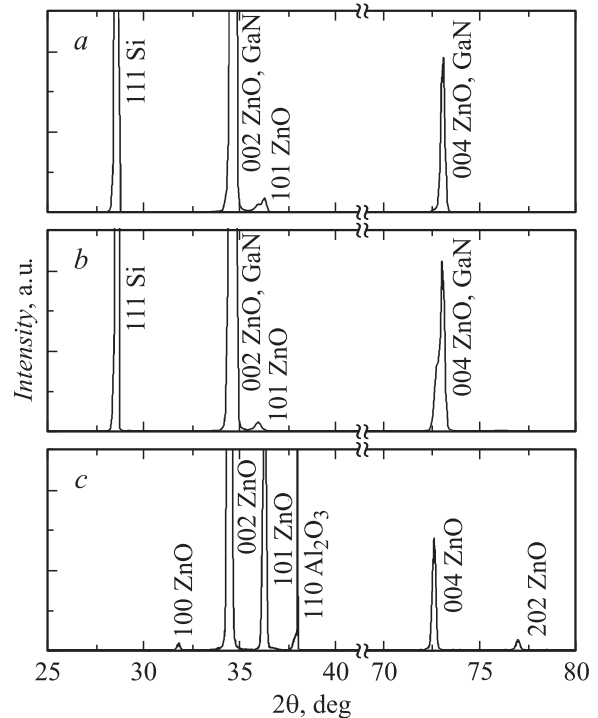 a
111 Si
002 ZnO, GaN
101 ZnO
004 ZnO, GaN
b
111 Si
002 ZnO, GaN
101 ZnO
004 ZnO, GaN
Intensity, a.u.
c
100 ZnO
002 ZnO
101 ZnO
110 Al₂O₃
004 ZnO
202 ZnO
25 30 35 40 70 75 80
2θ, deg